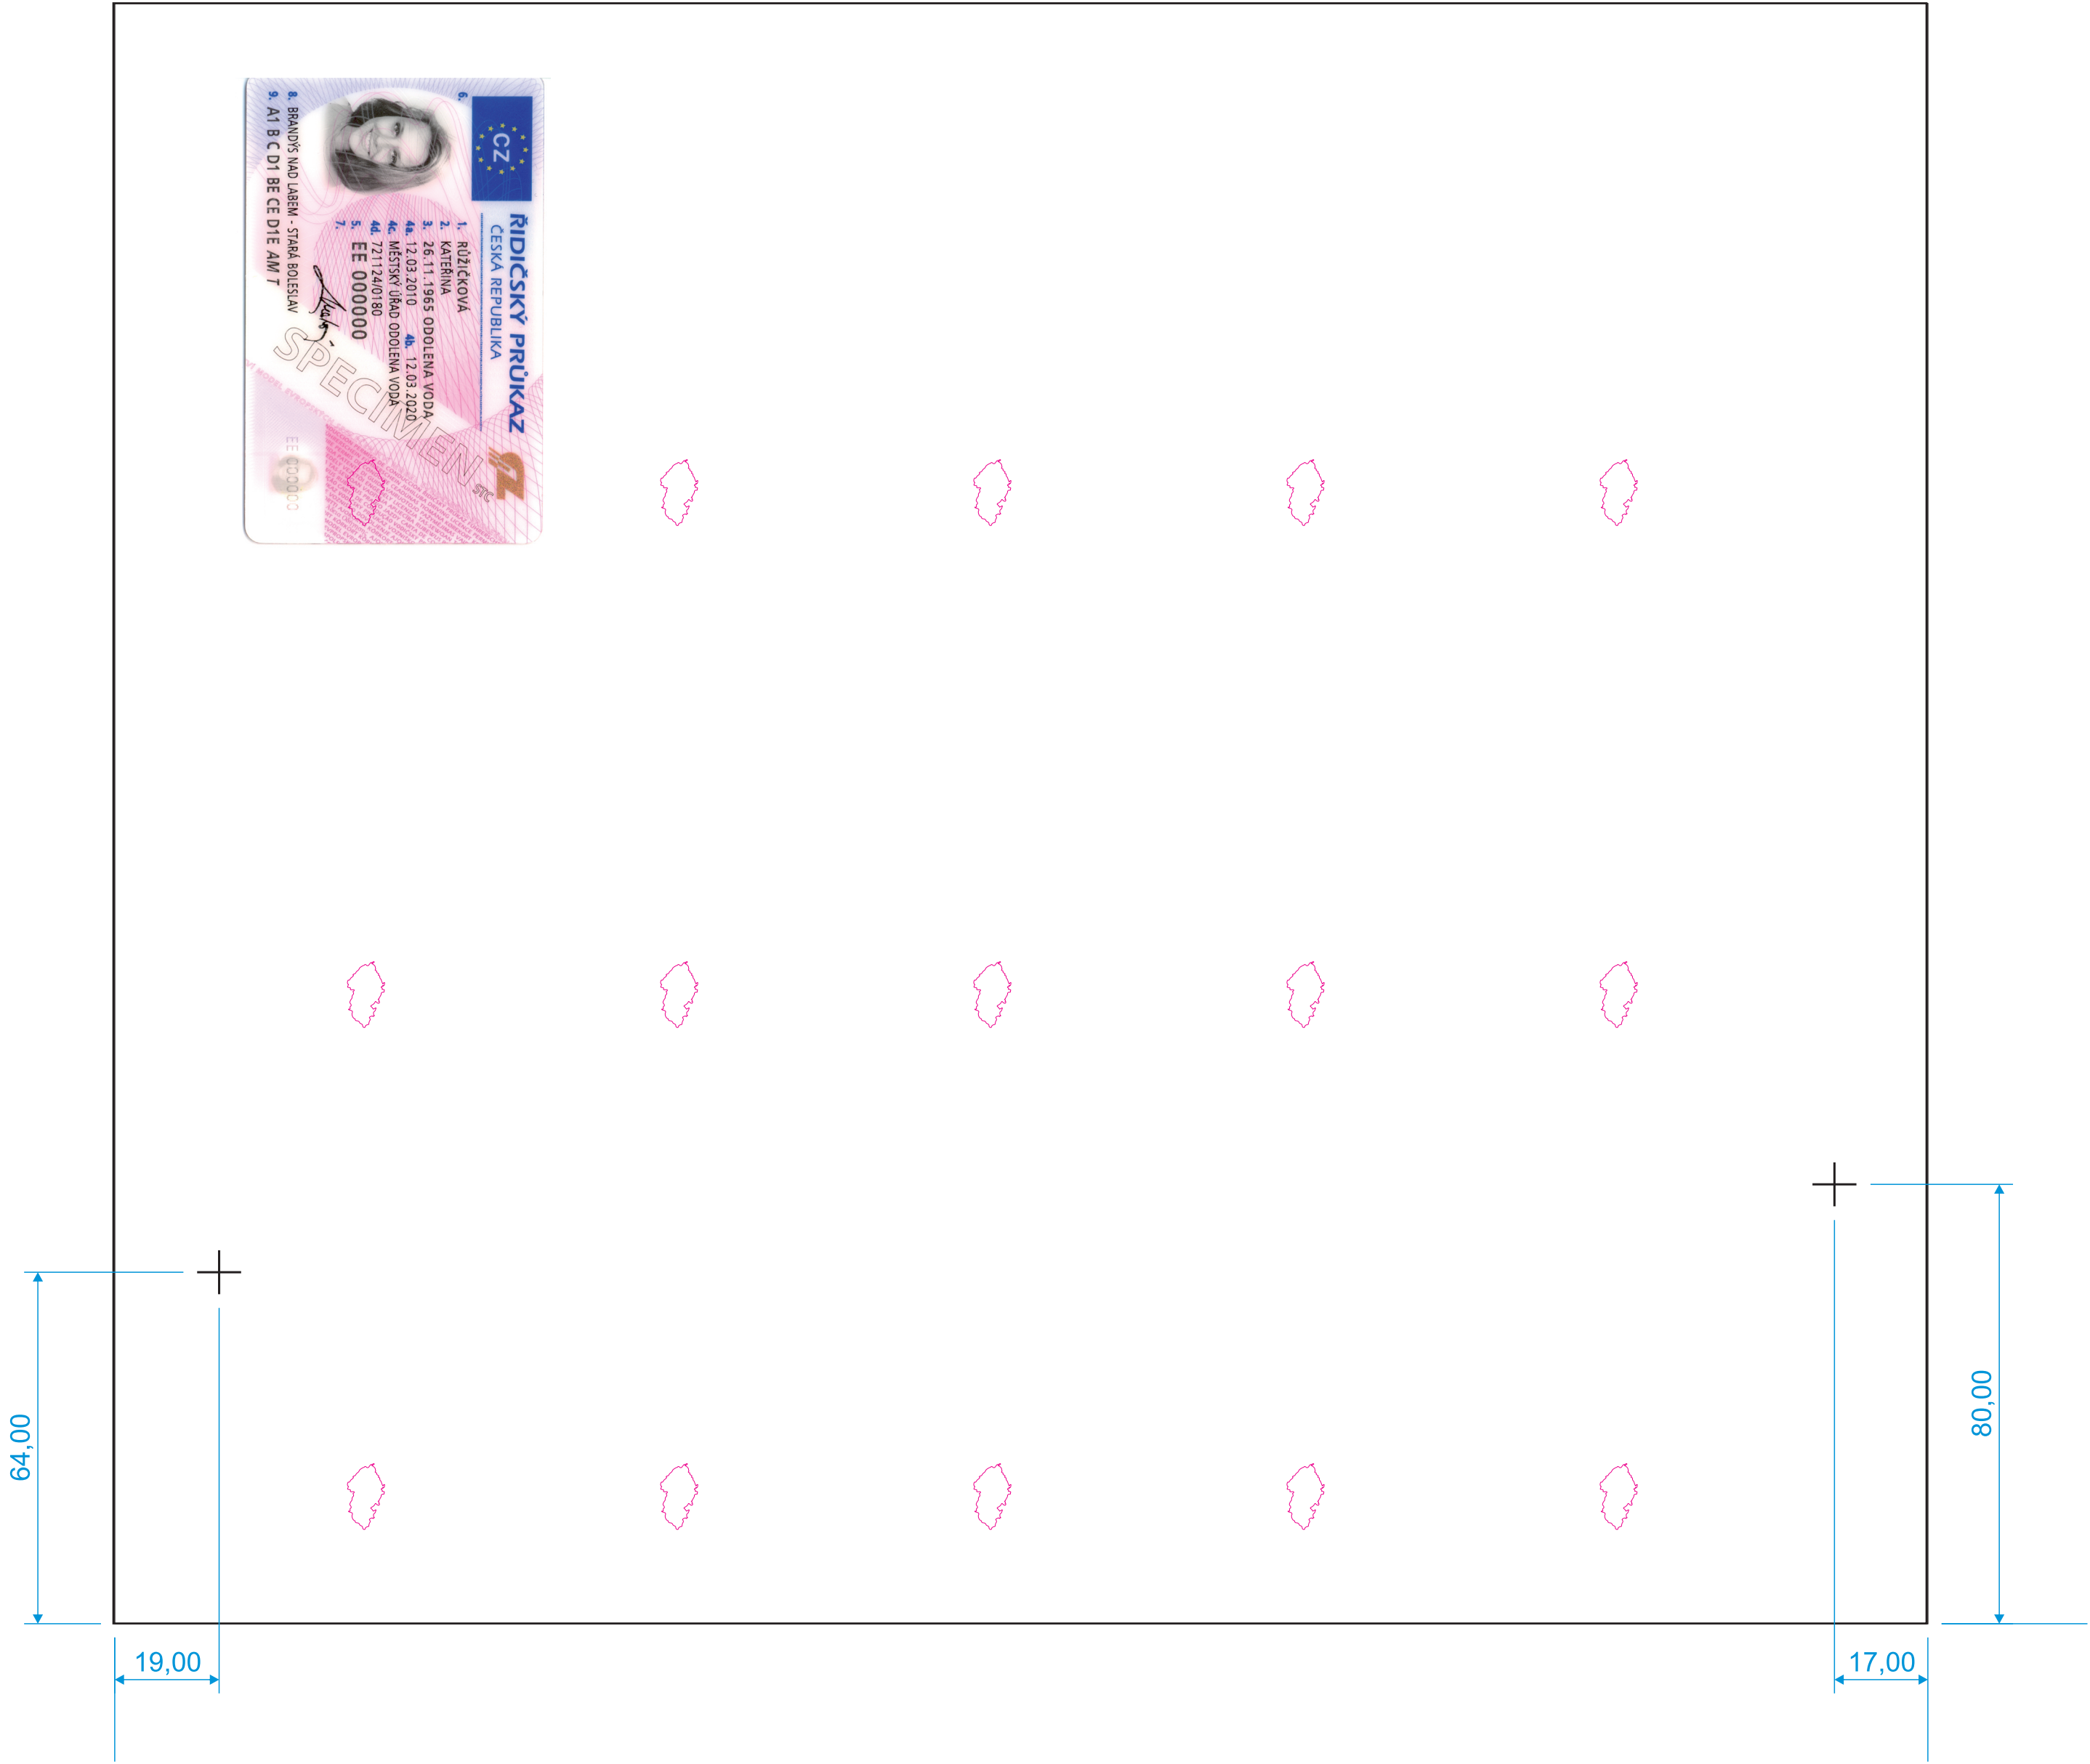 ŘIDIČSKÝ PRŮKAZ
ČESKÁ REPUBLIKA
CZ
1. RŮŽIČKOVÁ
2. KATEŘINA
3. 26.11.1965 ODOLENA VODA
4a. 12.03.2010 4b. 12.03.2020
4c. MĚSTSKÝ ÚŘAD ODOLENA VODA
4d. 721124/0180
5. EE 000000
6.
7.
8. BRANDÝS NAD LABEM - STARÁ BOLESLAV
9. A1 B C D1 BE CE D1E AM T
SPECIMEN
STC
CZ
EE 000000
64,00
80,00
19,00
17,00